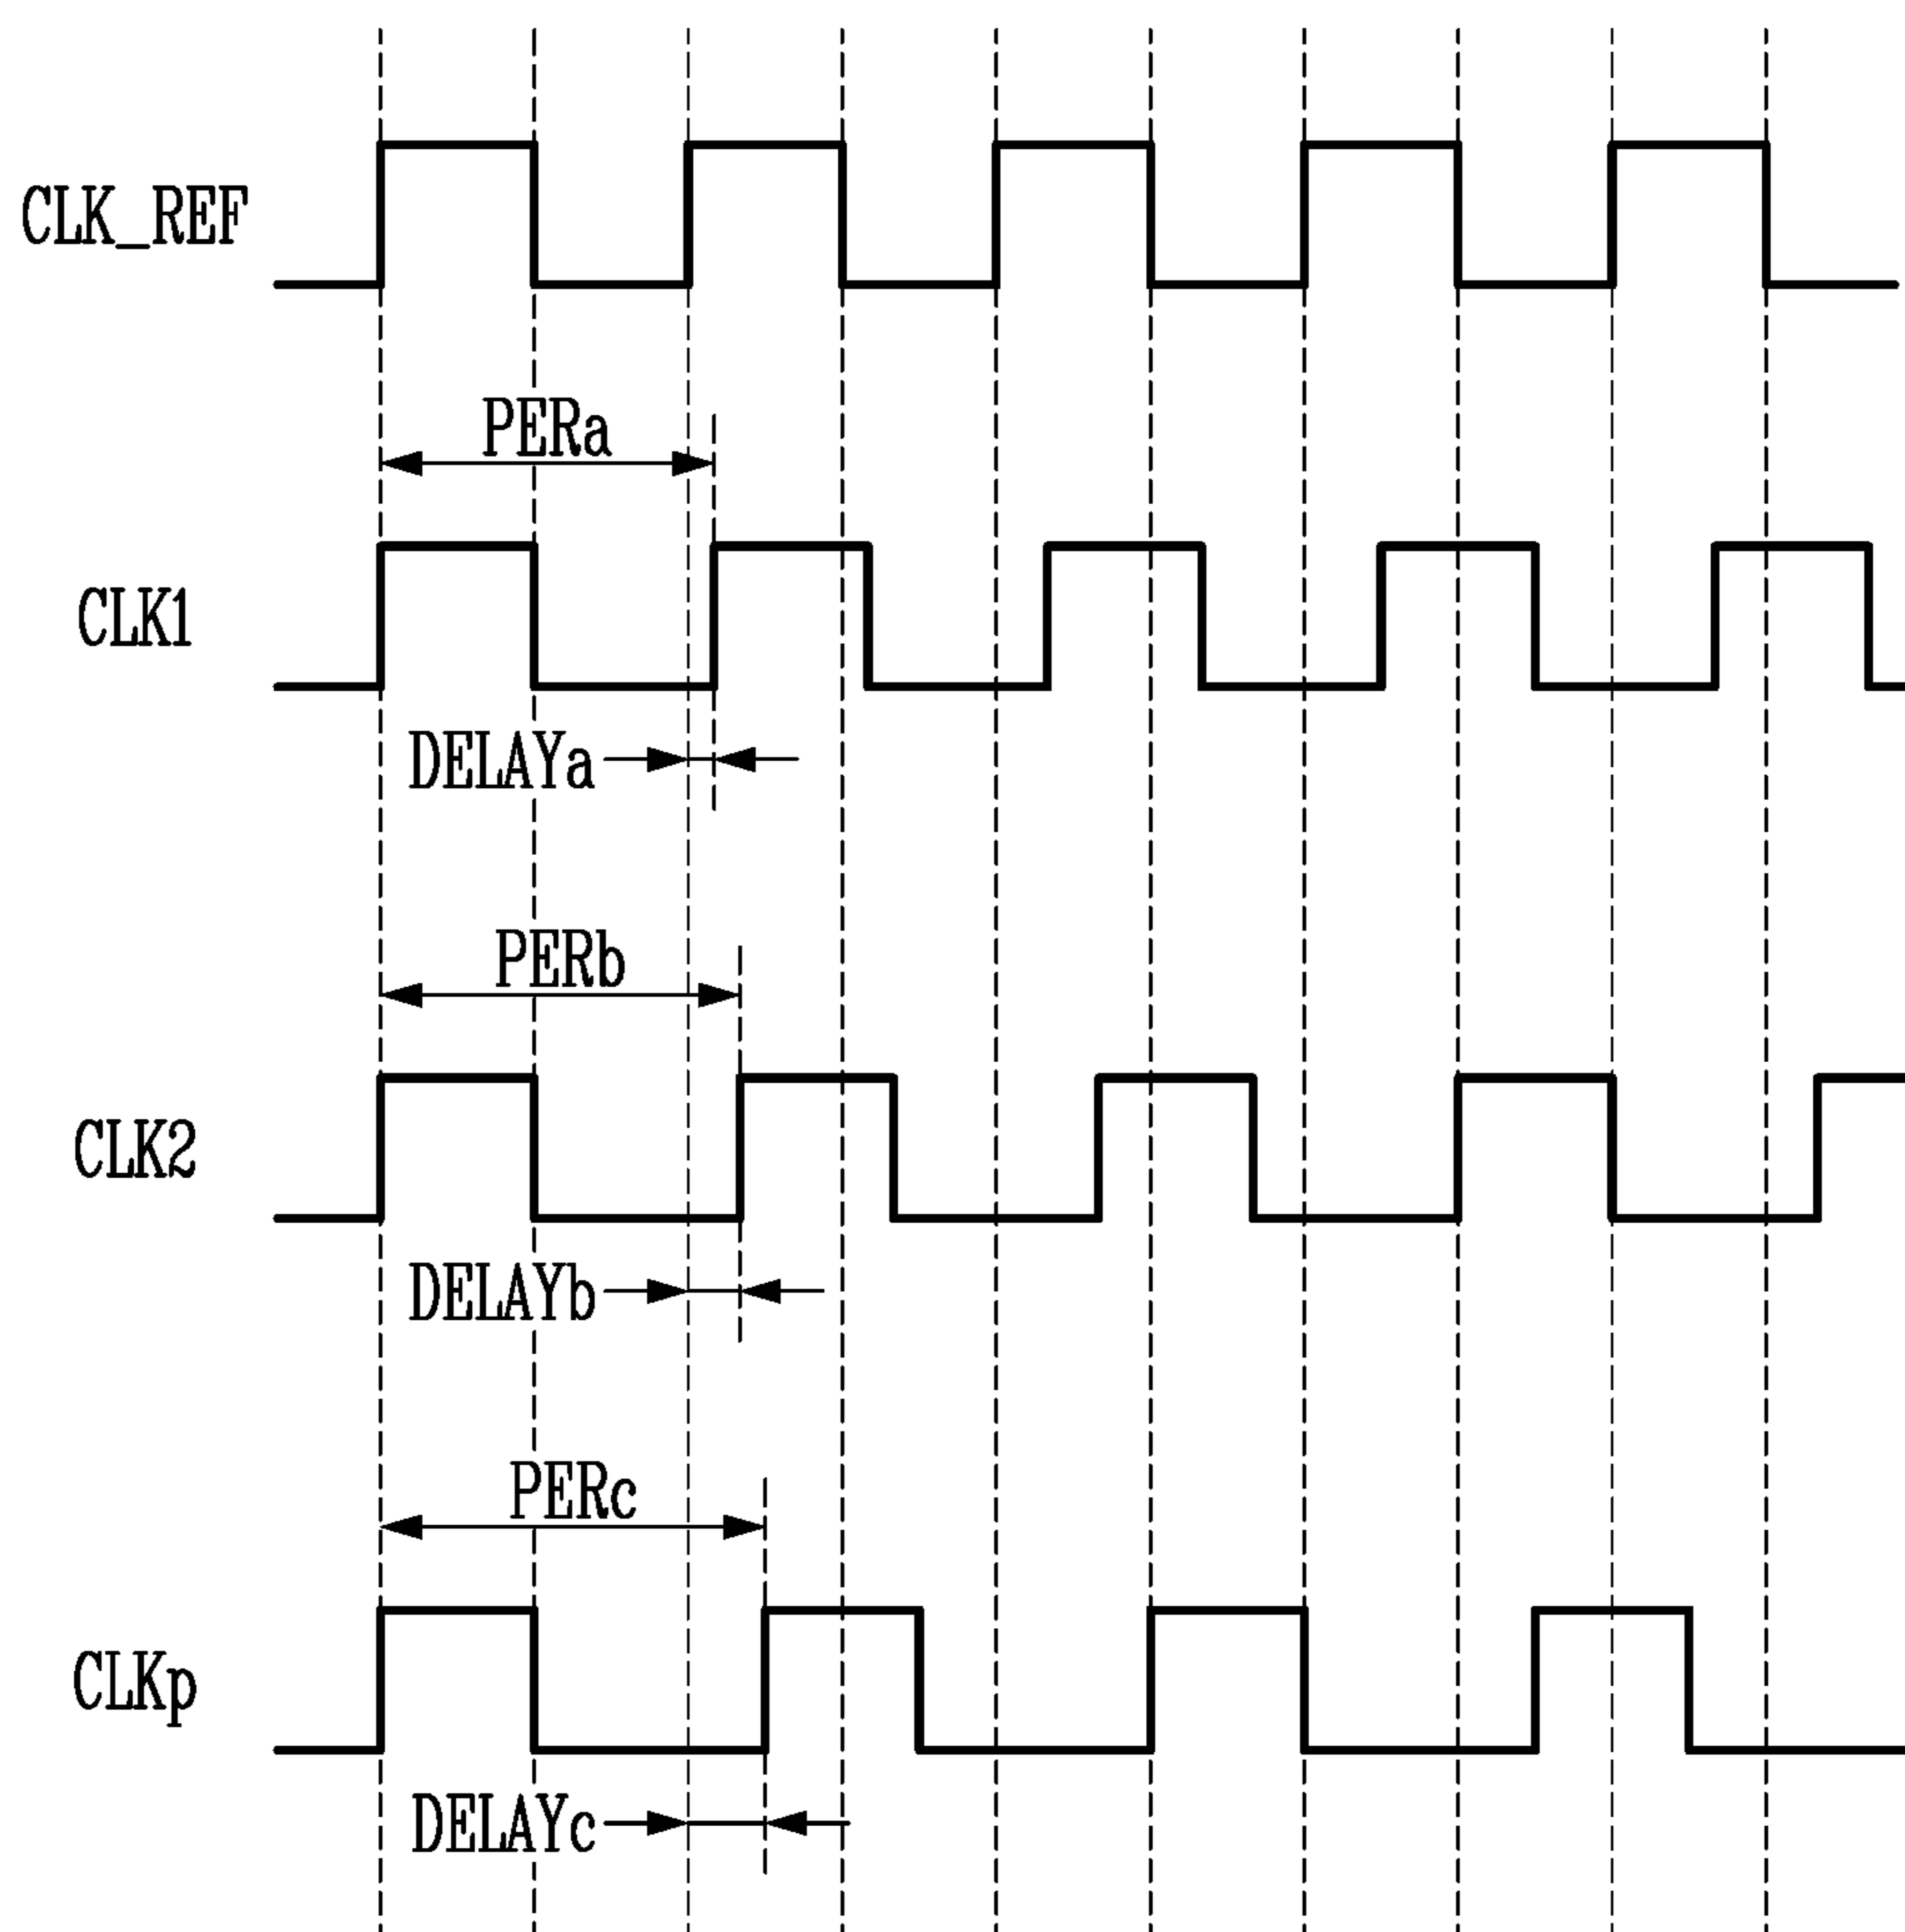 CLK_REF
PERa
CLK1
DELAYa
PERb
CLK2
DELAYb
PERc
CLKp
DELAYc